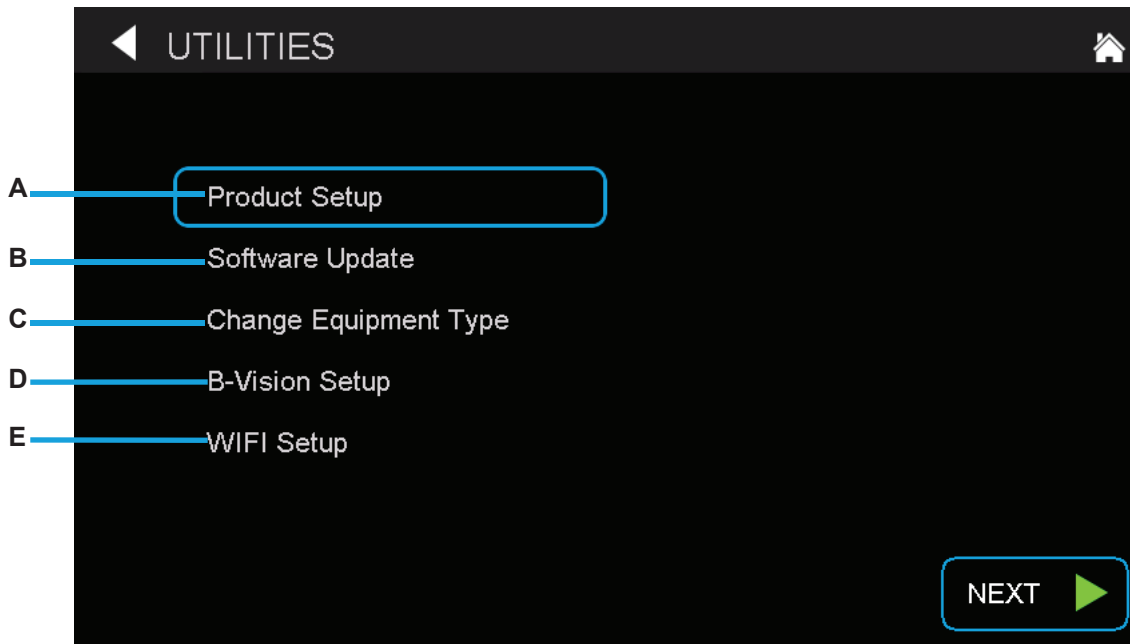 UTILITIES
A Product Setup
B Software Update
C Change Equipment Type
D B-Vision Setup
E WIFI Setup
NEXT